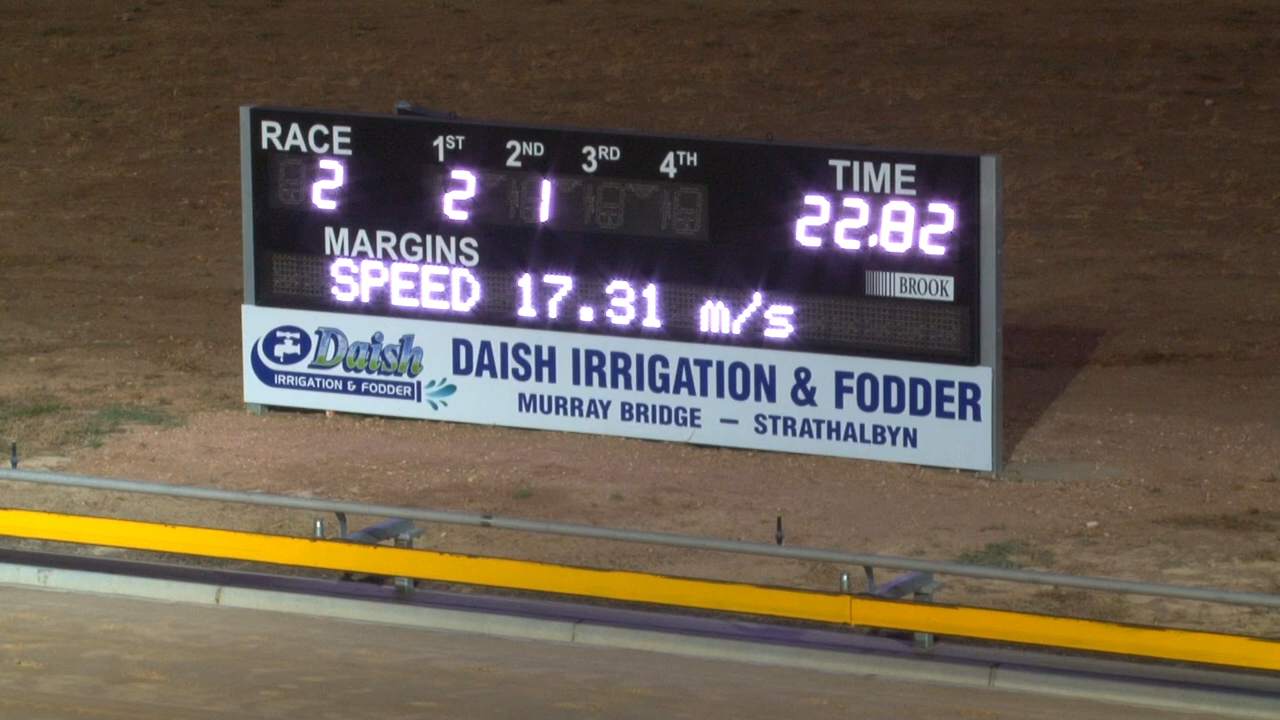 RACE 1ST 2ND 3RD 4TH TIME
2 2 1 22.82
MARGINS
BROOK
SPEED 17.31 m/s
Daish
IRRIGATION & FODDER
DAISH IRRIGATION & FODDER
MURRAY BRIDGE — STRATHALBYN